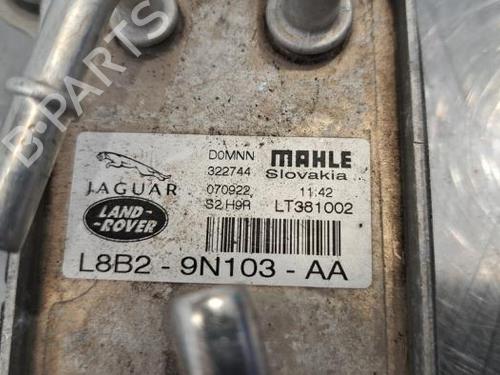 B-Parts
D0MNN MAHLE
322744 Slovakia
JAGUAR 070922, 11:42
S2,H9R LT381002
LAND-
-ROVER
L8B2 - 9N103 - AA